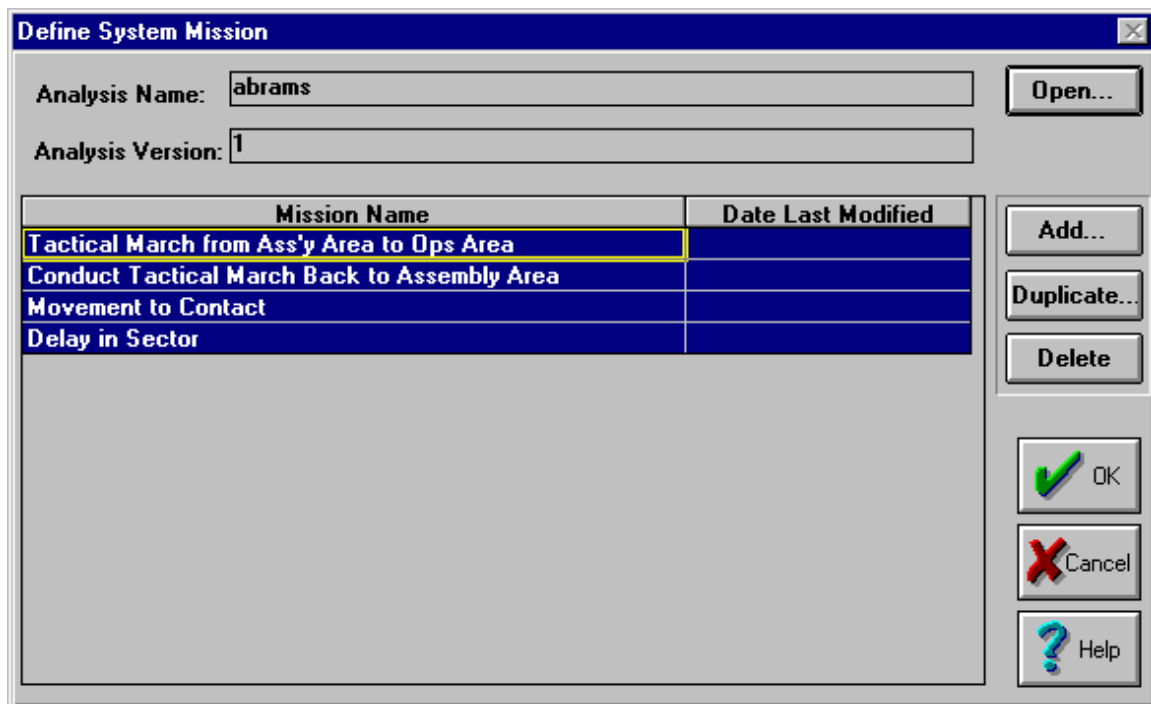 Define System Mission
Analysis Name: abrams
Open...
Analysis Version: 1
Mission Name Date Last Modified
Tactical March from Ass'y Area to Ops Area
Add...
Conduct Tactical March Back to Assembly Area
Movement to Contact
Duplicate...
Delay in Sector
Delete
OK
Cancel
Help